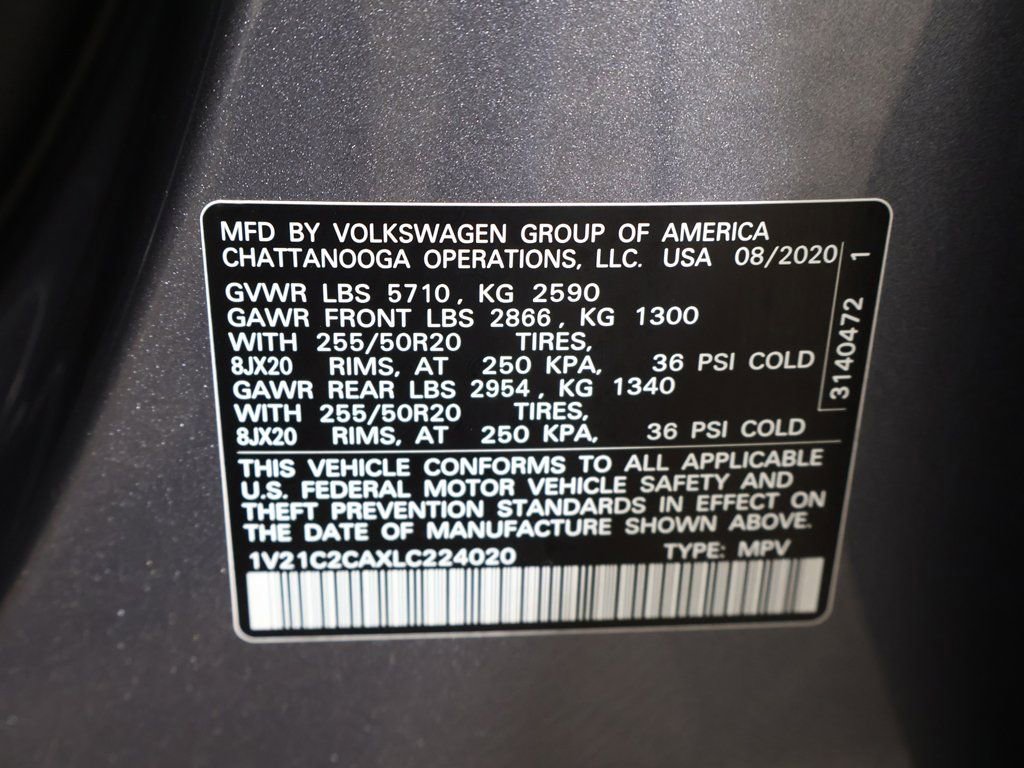 MFD BY VOLKSWAGEN GROUP OF AMERICA
CHATTANOOGA OPERATIONS, LLC. USA 08/2020
GVWR LBS 5710, KG 2590
GAWR FRONT LBS 2866, KG 1300
WITH 255/50R20 TIRES,
8JX20 RIMS, AT 250 KPA, 36 PSI COLD
GAWR REAR LBS 2954, KG 1340
WITH 255/50R20 TIRES,
8JX20 RIMS, AT 250 KPA, 36 PSI COLD
3140472 1
THIS VEHICLE CONFORMS TO ALL APPLICABLE
U.S. FEDERAL MOTOR VEHICLE SAFETY AND
THEFT PREVENTION STANDARDS IN EFFECT ON
THE DATE OF MANUFACTURE SHOWN ABOVE.
1V21C2CAXLC224020 TYPE: MPV